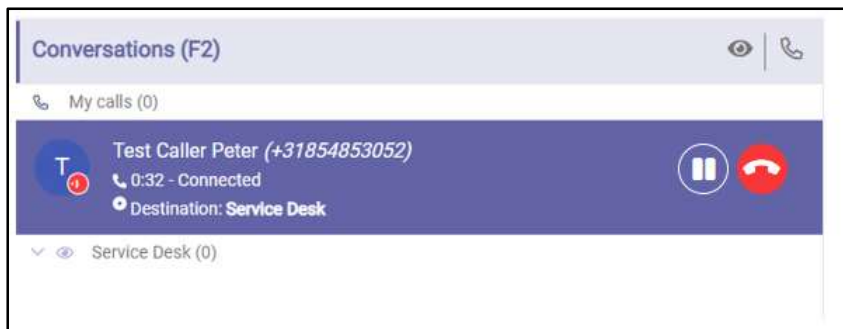 Conversations (F2)
My calls (0)
T
Test Caller Peter (+31854853052)
0:32 - Connected
Destination: Service Desk
Service Desk (0)